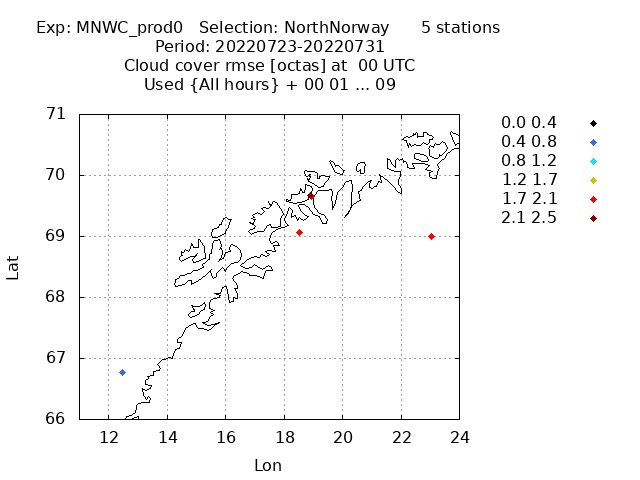 Exp: MNWC_prod0   Selection: NorthNorway      5 stations
Period: 20220723-20220731
Cloud cover rmse [octas] at  00 UTC
Used {All hours} + 00 01 ... 09
71
70
69
68
67
66
Lat
12 14 16 18 20 22 24
Lon
0.0 0.4
0.4 0.8
0.8 1.2
1.2 1.7
1.7 2.1
2.1 2.5